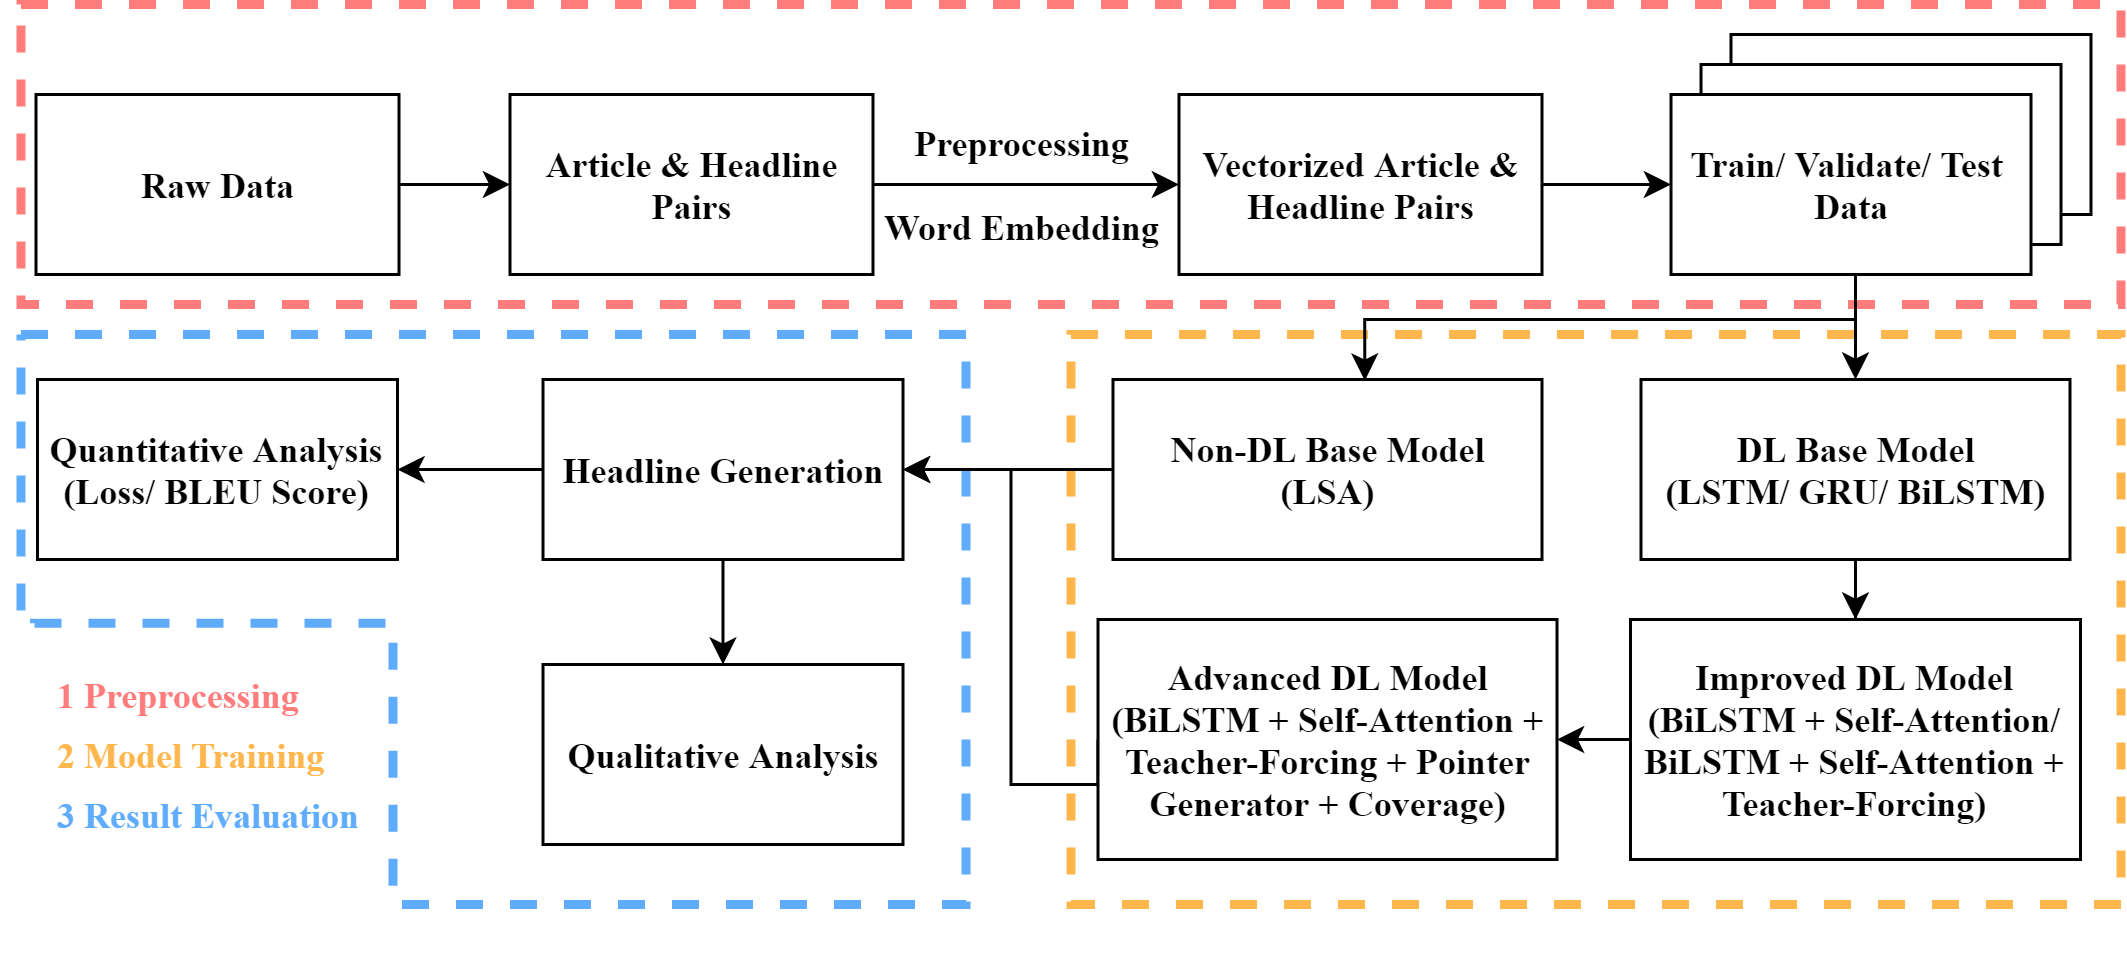 Raw Data
Article & Headline
Pairs
Preprocessing
Word Embedding
Vectorized Article &
Headline Pairs
Train/ Validate/ Test
Data
Quantitative Analysis
(Loss/ BLEU Score)
Headline Generation
Non-DL Base Model
(LSA)
DL Base Model
(LSTM/ GRU/ BiLSTM)
Qualitative Analysis
Advanced DL Model
(BiLSTM + Self-Attention +
Teacher-Forcing + Pointer
Generator + Coverage)
Improved DL Model
(BiLSTM + Self-Attention/
BiLSTM + Self-Attention +
Teacher-Forcing)
1 Preprocessing
2 Model Training
3 Result Evaluation